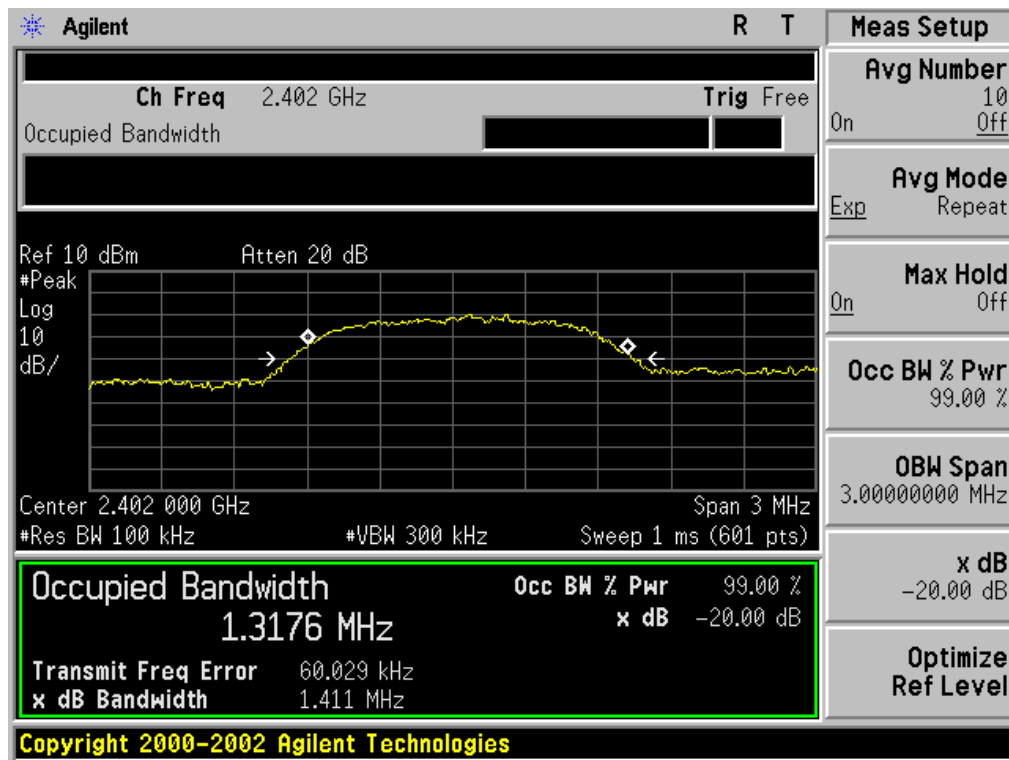 Agilent R T
Meas Setup
Ch Freq 2.402 GHz Trig Free
Occupied Bandwidth
Ref 10 dBm Atten 20 dB
#Peak
Log
10
dB/
Center 2.402 000 GHz Span 3 MHz
#Res BW 100 kHz #VBW 300 kHz Sweep 1 ms (601 pts)
Occupied Bandwidth Occ BW % Pwr 99.00 %
1.3176 MHz x dB -20.00 dB
Transmit Freq Error 60.029 kHz
x dB Bandwidth 1.411 MHz
Avg Number
10
On Off
Avg Mode
Exp Repeat
Max Hold
On Off
Occ BW % Pwr
99.00 %
OBW Span
3.00000000 MHz
x dB
-20.00 dB
Optimize
Ref Level
Copyright 2000-2002 Agilent Technologies